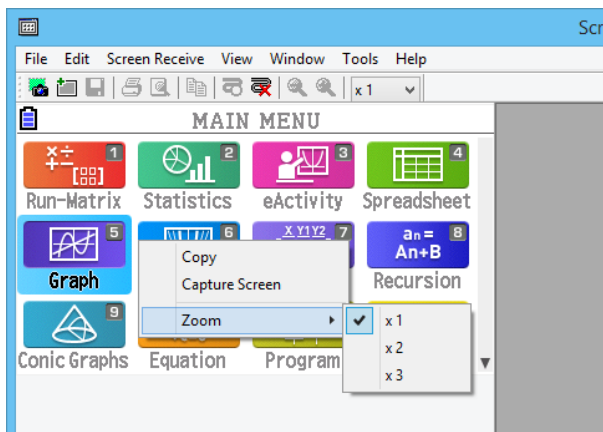 Scr
File Edit Screen Receive View Window Tools Help
x 1
MAIN MENU
×÷ +− [88] 1 2 3 4
Run-Matrix Statistics eActivity Spreadsheet
5 6 X Y1Y2 7 an= An+B 8
Graph Recursion
Copy
Capture Screen
Zoom
x 1
x 2
x 3
9
Conic Graphs Equation Program